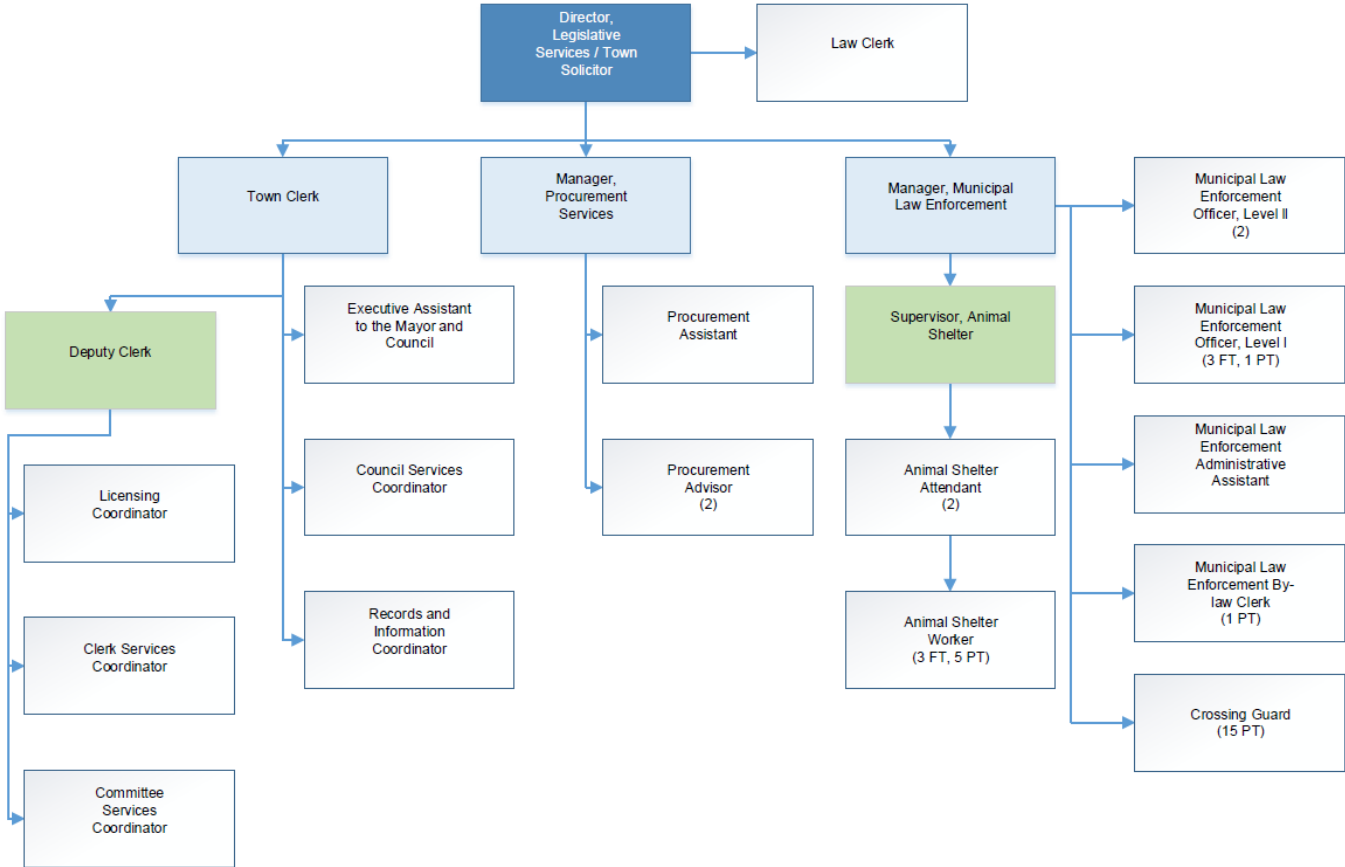 Director,
Legislative
Services / Town
Solicitor
Law Clerk
Town Clerk
Manager,
Procurement
Services
Manager, Municipal
Law Enforcement
Municipal Law
Enforcement
Officer, Level II
(2)
Deputy Clerk
Executive Assistant
to the Mayor and
Council
Procurement
Assistant
Supervisor, Animal
Shelter
Municipal Law
Enforcement
Officer, Level I
(3 FT, 1 PT)
Licensing
Coordinator
Council Services
Coordinator
Procurement
Advisor
(2)
Animal Shelter
Attendant
(2)
Municipal Law
Enforcement
Administrative
Assistant
Clerk Services
Coordinator
Records and
Information
Coordinator
Animal Shelter
Worker
(3 FT, 5 PT)
Municipal Law
Enforcement By-
law Clerk
(1 PT)
Committee
Services
Coordinator
Crossing Guard
(15 PT)